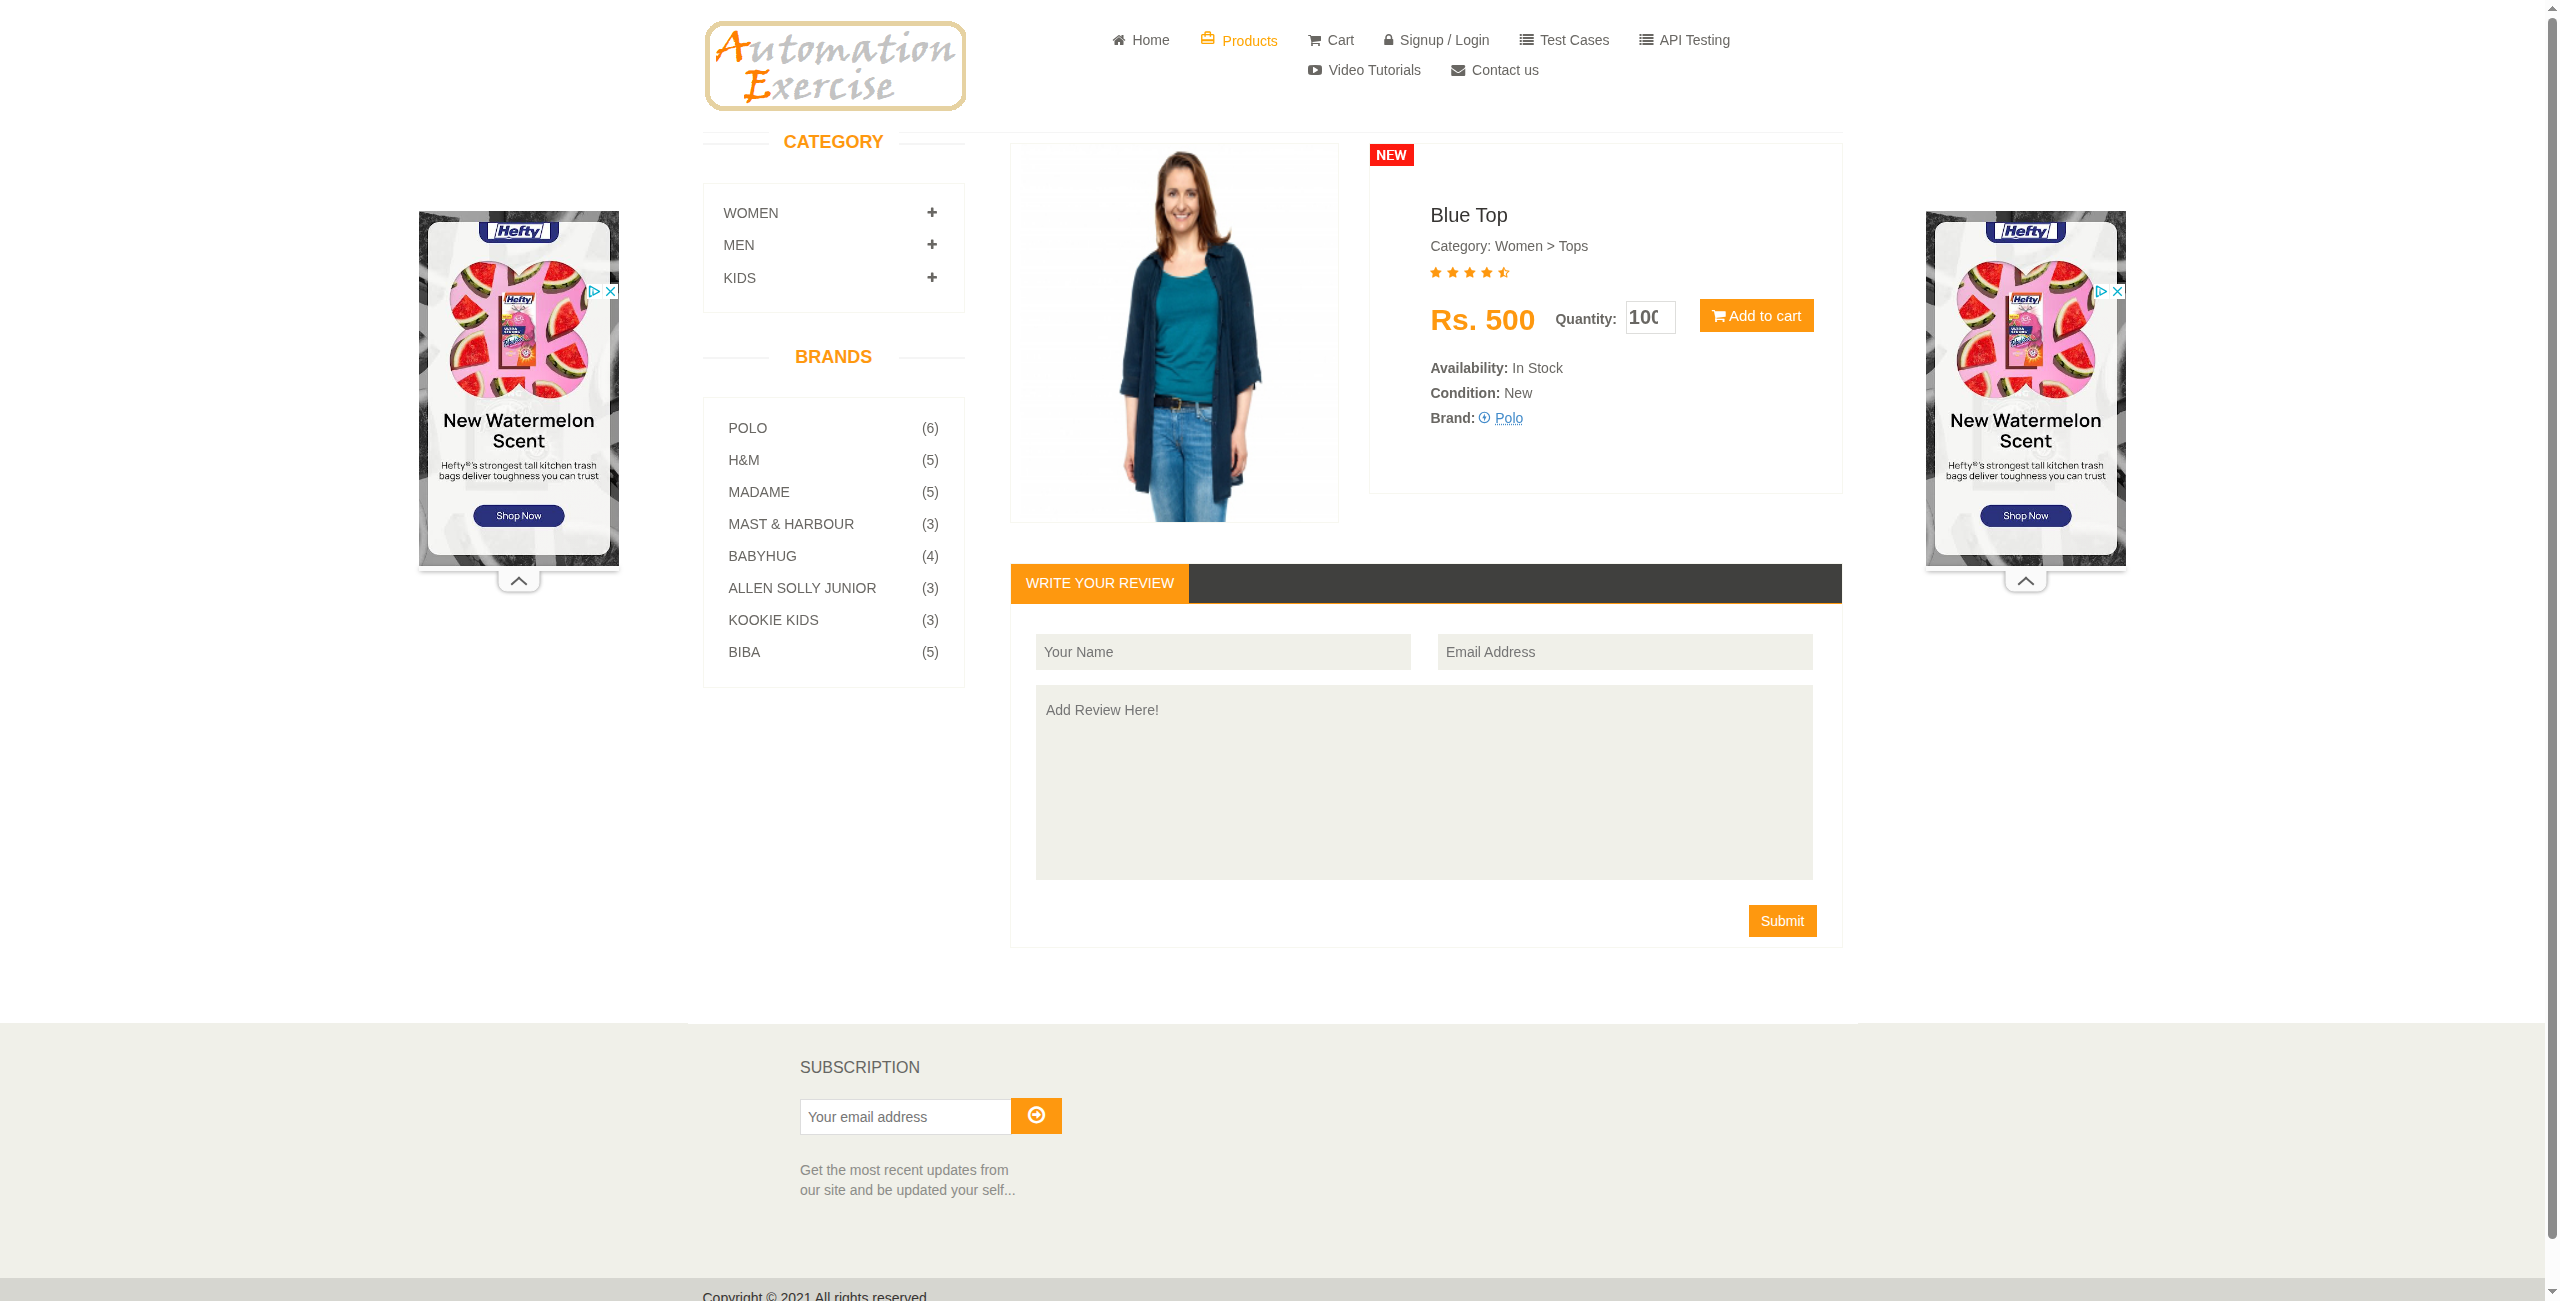 Automation
Exercise
Home
Products
Cart
Signup / Login
Test Cases
API Testing
Video Tutorials
Contact us
CATEGORY
WOMEN
MEN
KIDS
BRANDS
POLO (6)
H&M (5)
MADAME (5)
MAST & HARBOUR (3)
BABYHUG (4)
ALLEN SOLLY JUNIOR (3)
KOOKIE KIDS (3)
BIBA (5)
NEW
Blue Top
Category: Women > Tops
Rs. 500
Quantity:
100
Add to cart
Availability: In Stock
Condition: New
Brand: Polo
WRITE YOUR REVIEW
Your Name
Email Address
Add Review Here!
Submit
Hefty
Hefty
New Watermelon
Scent
Hefty®'s strongest tall kitchen trash
bags deliver toughness you can trust
Shop Now
Hefty
Hefty
New Watermelon
Scent
Hefty®'s strongest tall kitchen trash
bags deliver toughness you can trust
Shop Now
SUBSCRIPTION
Your email address
Get the most recent updates from
our site and be updated your self...
Copyright © 2021 All rights reserved